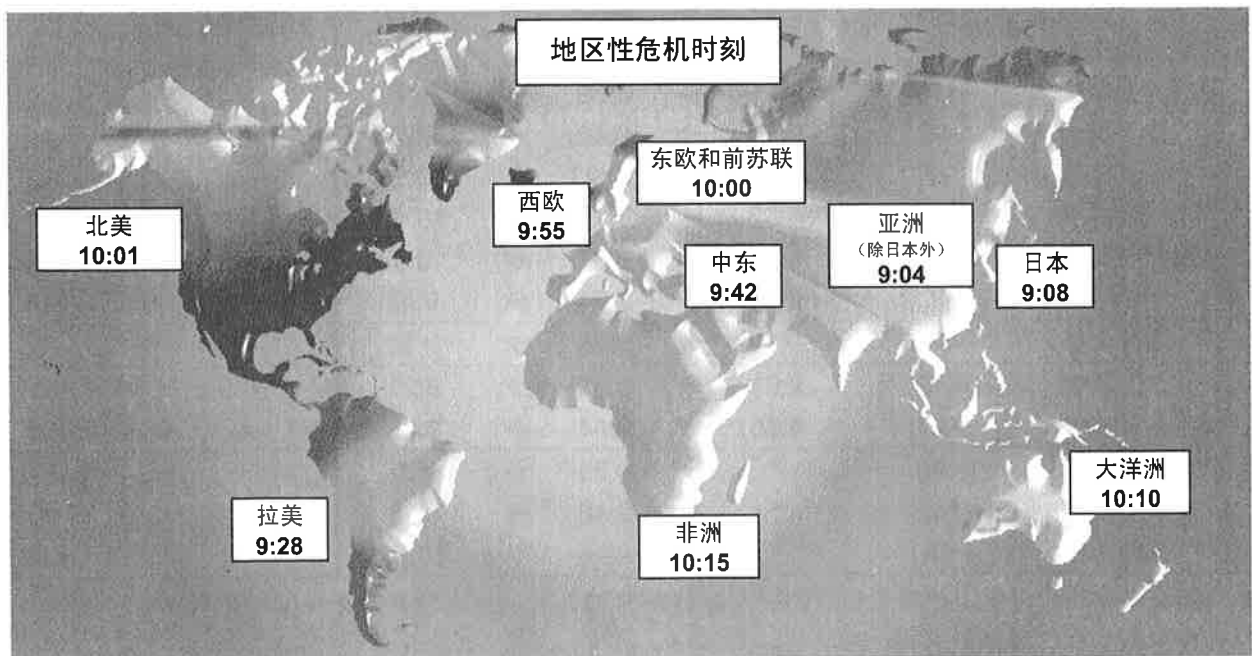 地区性危机时刻
东欧和前苏联
10:00
西欧
9:55
北美
10:01
亚洲
（除日本外）
9:04
中东
9:42
日本
9:08
大洋洲
10:10
拉美
9:28
非洲
10:15